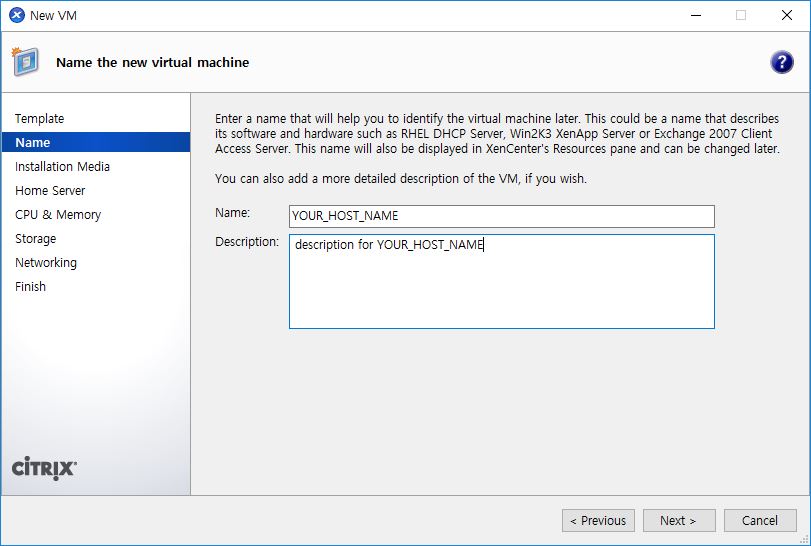 New VM
Name the new virtual machine
?
Template
Name
Installation Media
Home Server
CPU & Memory
Storage
Networking
Finish
CİTRIX
Enter a name that will help you to identify the virtual machine later. This could be a name that describes
its software and hardware such as RHEL DHCP Server, Win2K3 XenApp Server or Exchange 2007 Client
Access Server. This name will also be displayed in XenCenter's Resources pane and can be changed later.
You can also add a more detailed description of the VM, if you wish.
Name: YOUR_HOST_NAME
Description: description for YOUR_HOST_NAME
< Previous Next > Cancel